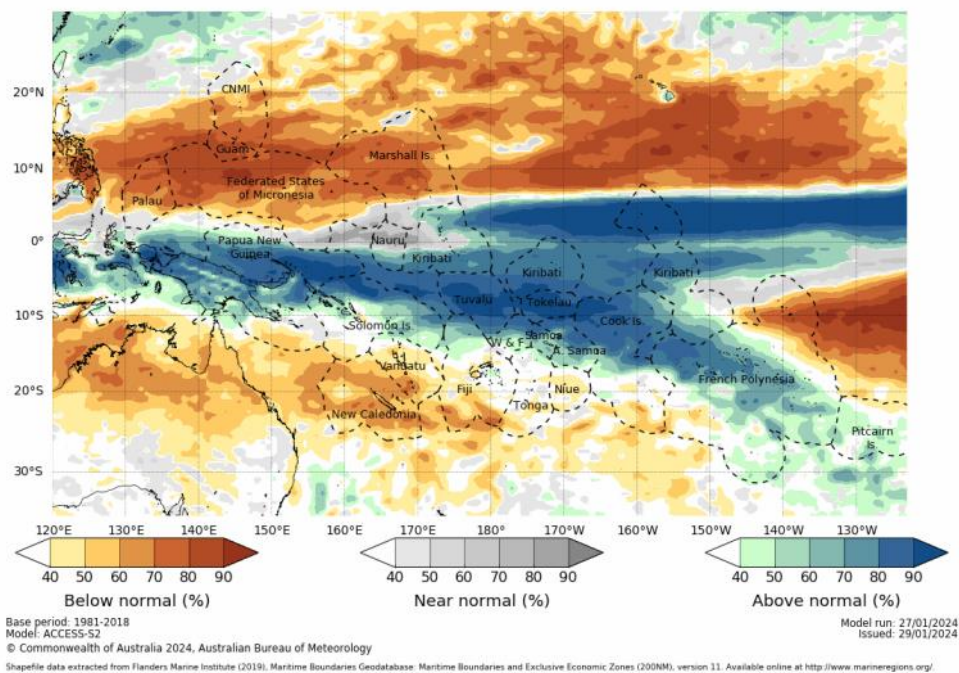 20°N
10°N
0°
10°S
20°S
30°S
CNMI
Guam
Marshall Is.
Federated States
of Micronesia
Palau
Papua New
Guinea
Nauru
Kiribati
Kiribati
Kiribati
Tuvalu
Tokelau
Solomon Is.
Cook Is.
Samoa
W & F
A. Samoa
Vanuatu
French Polynesia
Fiji
Niue
New Caledonia
Tonga
Pitcairn
Is.
120°E 130°E 140°E 150°E 160°E 170°E 180° 170°W 160°W 150°W 140°W 130°W
40 50 60 70 80 90
Below normal (%)
40 50 60 70 80 90
Near normal (%)
40 50 60 70 80 90
Above normal (%)
Base period: 1981-2018
Model: ACCESS-S2
© Commonwealth of Australia 2024, Australian Bureau of Meteorology
Model run: 27/01/2024
Issued: 29/01/2024
Shapefile data extracted from Flanders Marine Institute (2019), Maritime Boundaries Geodatabase: Maritime Boundaries and Exclusive Economic Zones (200NM), version 11. Available online at http://www.marineregions.org/.